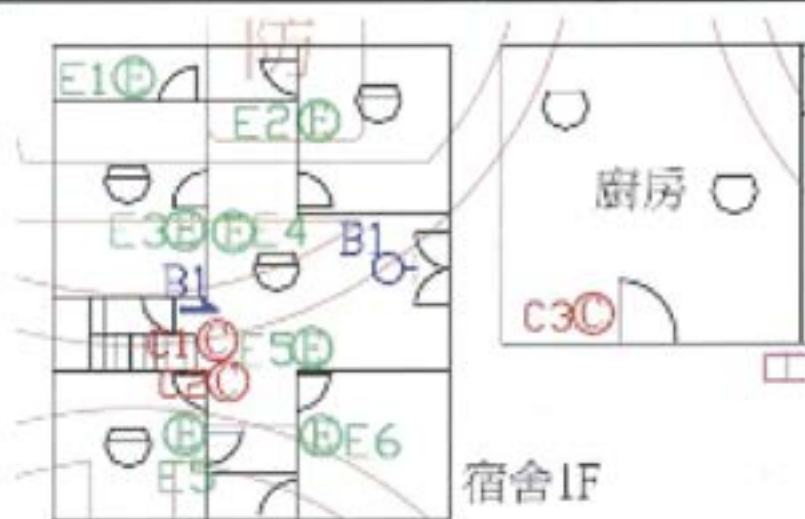 E1 E
E2 E
廚房
E3 E E E4
B1
B1
C1 C E5 E
C3 C
C2 C
E E6
E5
宿舍1F